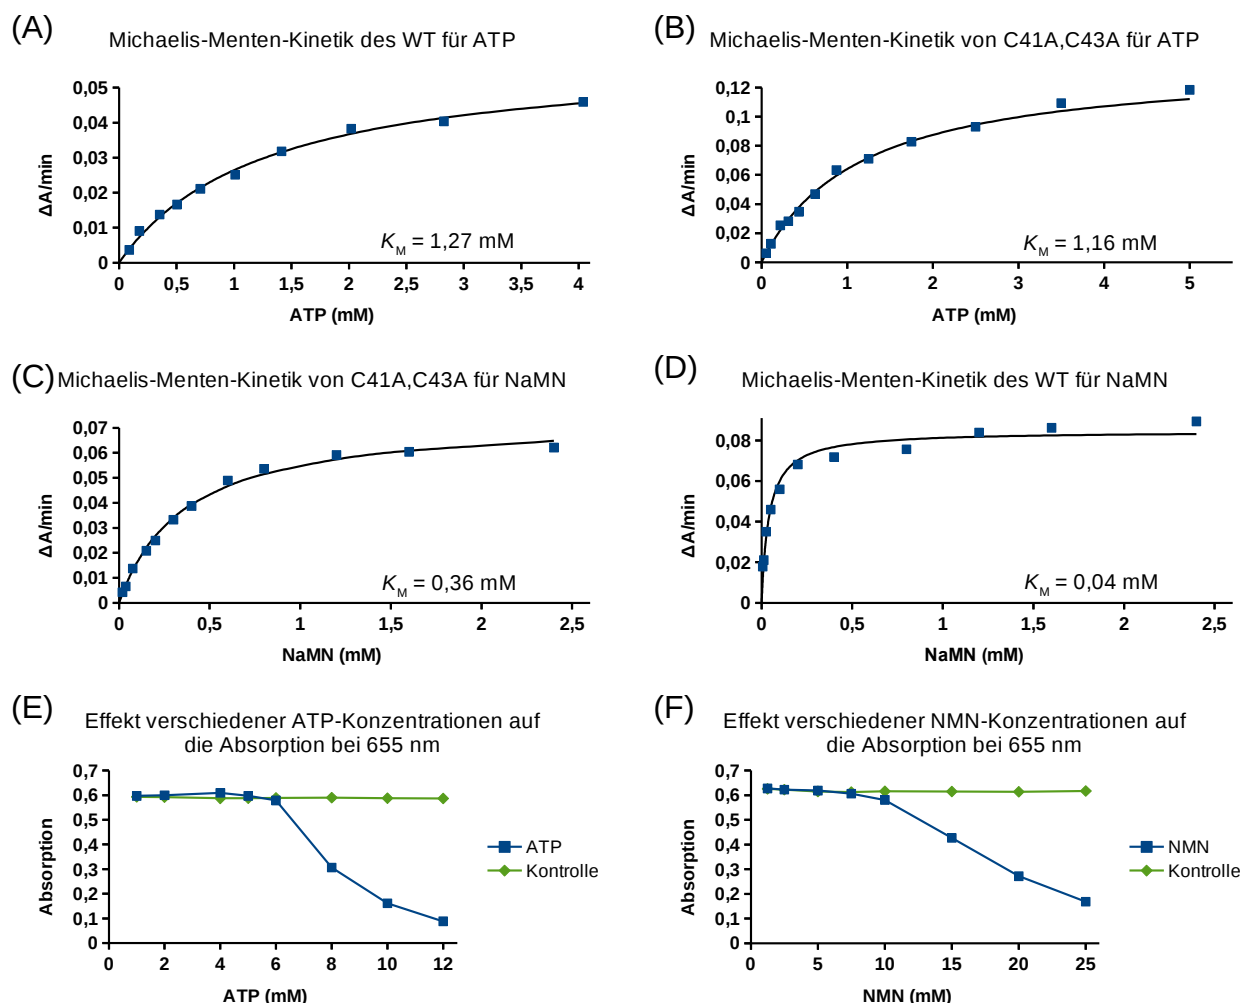 (A)
Michaelis-Menten-Kinetik des WT für ATP
0,05
0,04
0,03
0,02
0,01
0
ΔA/min
K_M = 1,27 mM
0 0,5 1 1,5 2 2,5 3 3,5 4
ATP (mM)
(B)
Michaelis-Menten-Kinetik von C41A,C43A für ATP
0,12
0,1
0,08
0,06
0,04
0,02
0
ΔA/min
K_M = 1,16 mM
0 1 2 3 4 5
ATP (mM)
(C)
Michaelis-Menten-Kinetik von C41A,C43A für NaMN
0,07
0,06
0,05
0,04
0,03
0,02
0,01
0
ΔA/min
K_M = 0,36 mM
0 0,5 1 1,5 2 2,5
NaMN (mM)
(D)
Michaelis-Menten-Kinetik des WT für NaMN
0,08
0,06
0,04
0,02
0
ΔA/min
K_M = 0,04 mM
0 0,5 1 1,5 2 2,5
NaMN (mM)
(E)
Effekt verschiedener ATP-Konzentrationen auf
die Absorption bei 655 nm
0,7
0,6
0,5
0,4
0,3
0,2
0,1
0
Absorption
ATP
Kontrolle
0 2 4 6 8 10 12
ATP (mM)
(F)
Effekt verschiedener NMN-Konzentrationen auf
die Absorption bei 655 nm
0,7
0,6
0,5
0,4
0,3
0,2
0,1
0
Absorption
NMN
Kontrolle
0 5 10 15 20 25
NMN (mM)